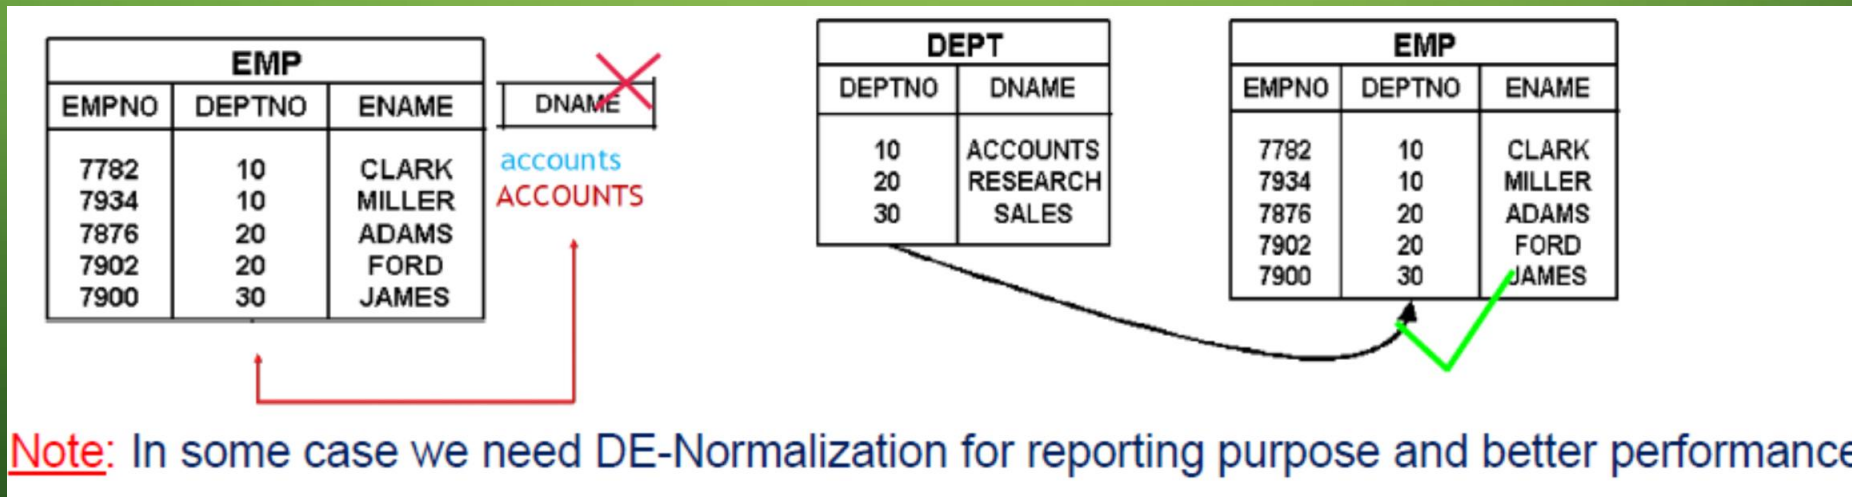 EMP
EMPNO DEPTNO ENAME DNAME
7782 10 CLARK accounts
7934 10 MILLER ACCOUNTS
7876 20 ADAMS
7902 20 FORD
7900 30 JAMES
DEPT
DEPTNO DNAME
10 ACCOUNTS
20 RESEARCH
30 SALES
EMP
EMPNO DEPTNO ENAME
7782 10 CLARK
7934 10 MILLER
7876 20 ADAMS
7902 20 FORD
7900 30 JAMES
Note: In some case we need DE-Normalization for reporting purpose and better performance